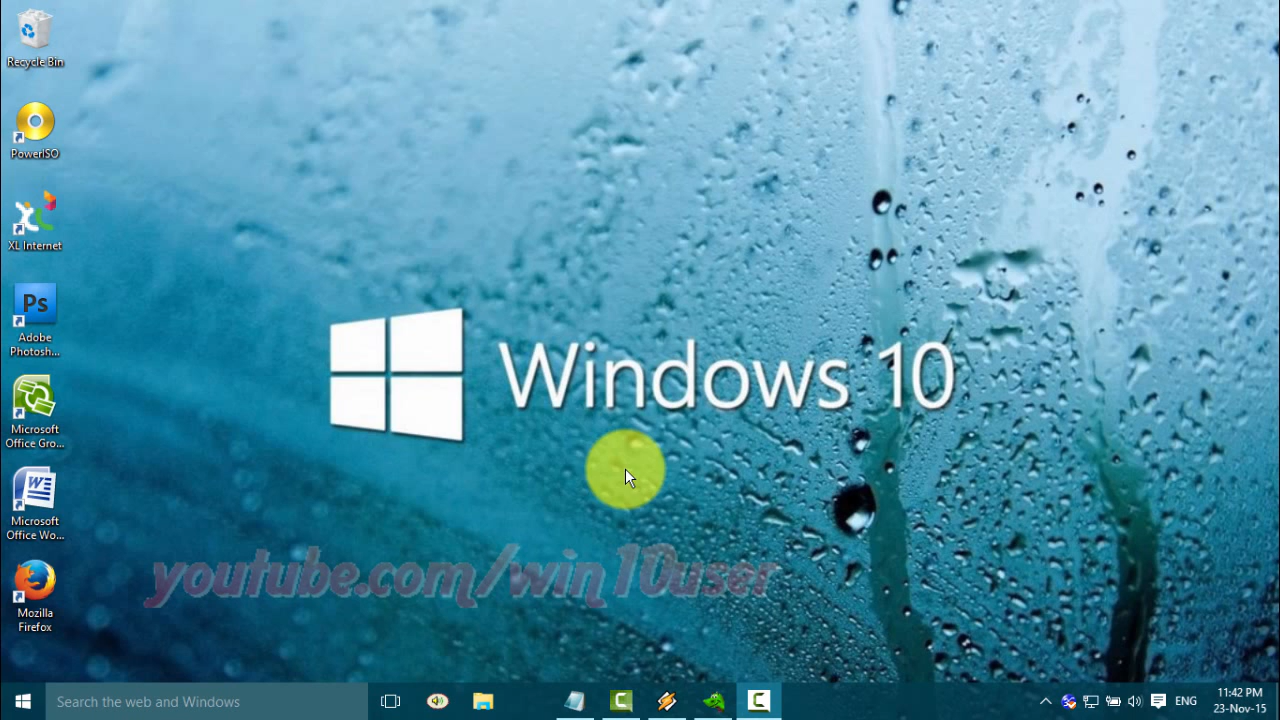 Recycle Bin
PowerISO
XL Internet
Ps
Adobe
Photosh...
Microsoft
Office Gro...
W
Microsoft
Office Wo...
Mozilla
Firefox
Windows 10
youtube.com/win10user
Search the web and Windows
ENG
11:42 PM
23-Nov-15